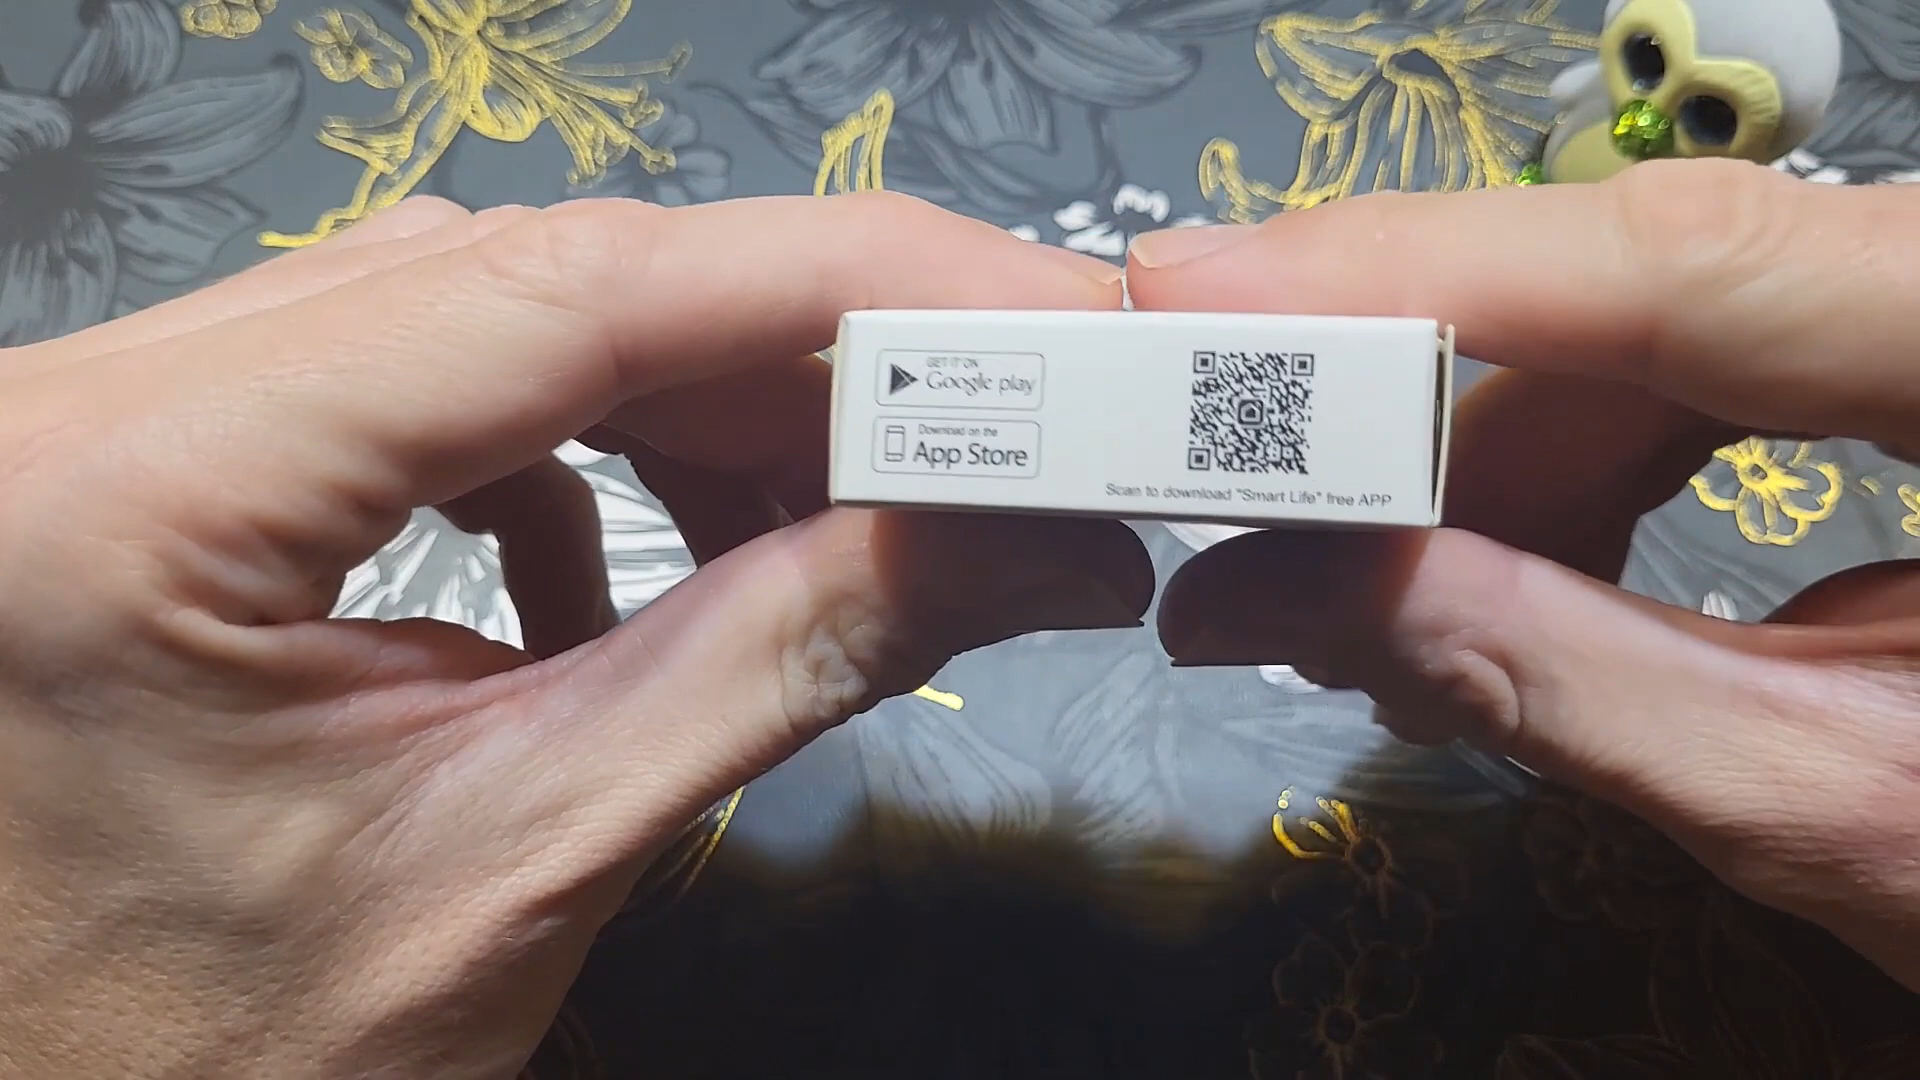 GET IT ON
Google play
Download on the
App Store
Scan to download "Smart Life" free APP